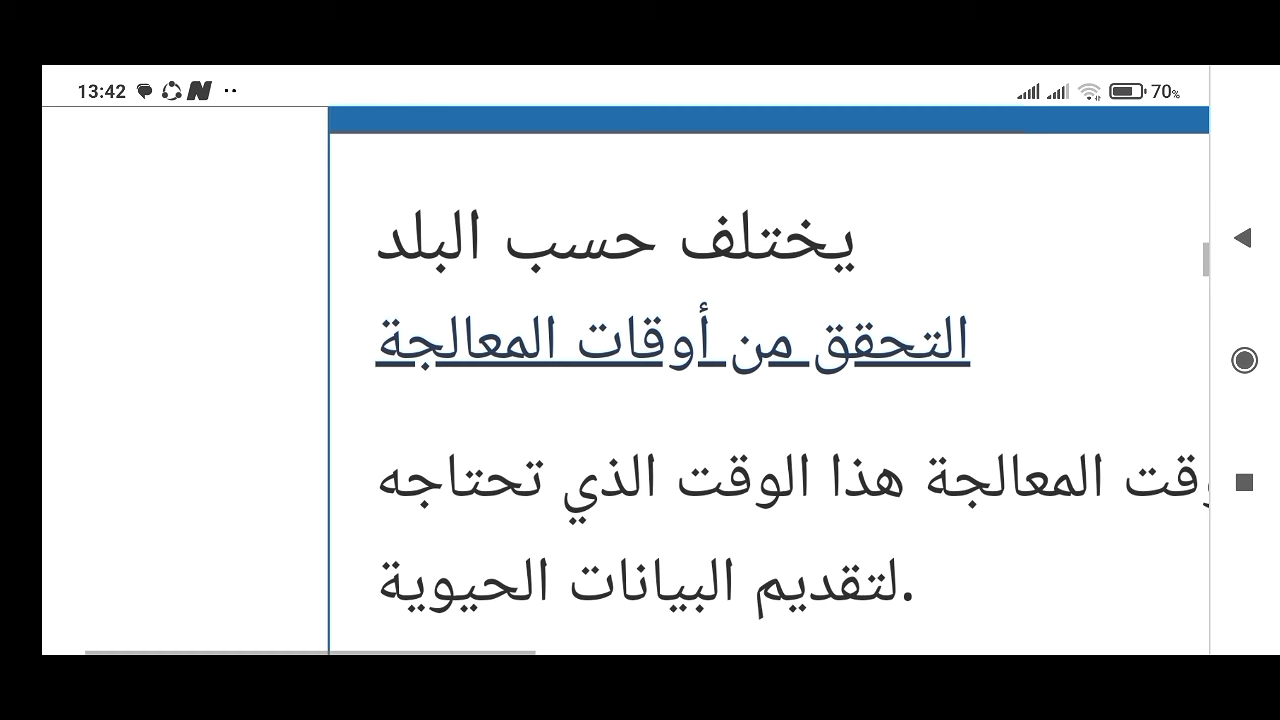 13:42
70%
يختلف حسب البلد
التحقق من أوقات المعالجة
وقت المعالجة هذا الوقت الذي تحتاجه
لتقديم البيانات الحيوية.